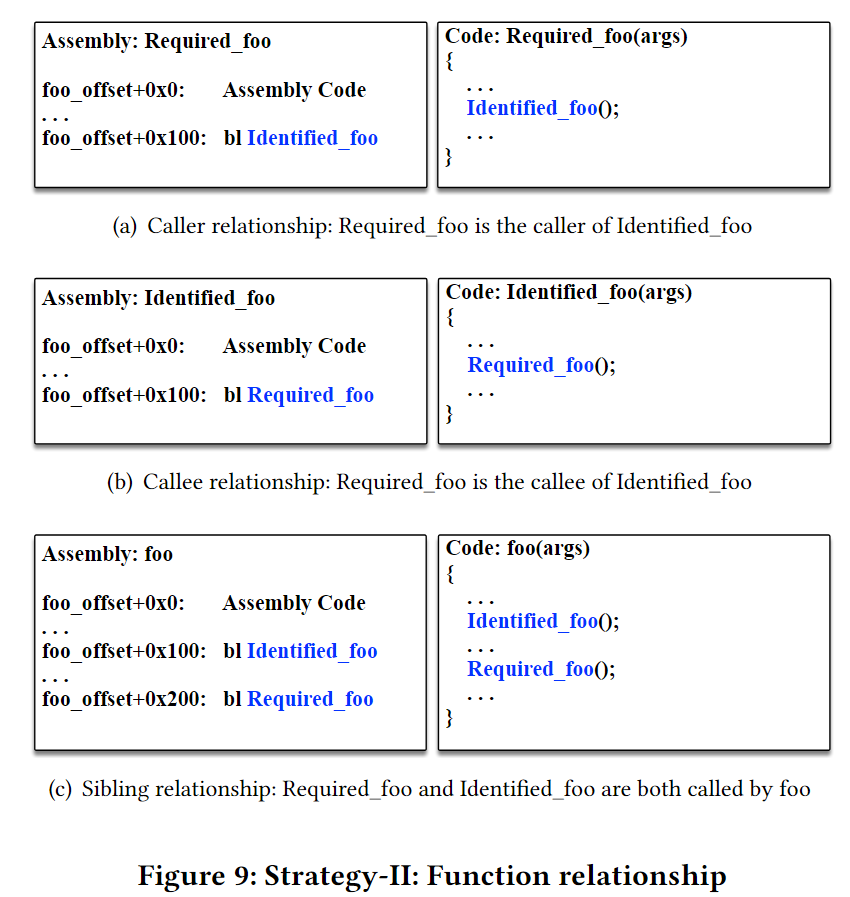 Assembly: Required_foo
foo_offset+0x0: Assembly Code
...
foo_offset+0x100: bl Identified_foo
Code: Required_foo(args)
{
...
Identified_foo();
...
}
(a) Caller relationship: Required_foo is the caller of Identified_foo
Assembly: Identified_foo
foo_offset+0x0: Assembly Code
...
foo_offset+0x100: bl Required_foo
Code: Identified_foo(args)
{
...
Required_foo();
...
}
(b) Callee relationship: Required_foo is the callee of Identified_foo
Assembly: foo
foo_offset+0x0: Assembly Code
...
foo_offset+0x100: bl Identified_foo
...
foo_offset+0x200: bl Required_foo
Code: foo(args)
{
...
Identified_foo();
...
Required_foo();
...
}
(c) Sibling relationship: Required_foo and Identified_foo are both called by foo
Figure 9: Strategy-II: Function relationship